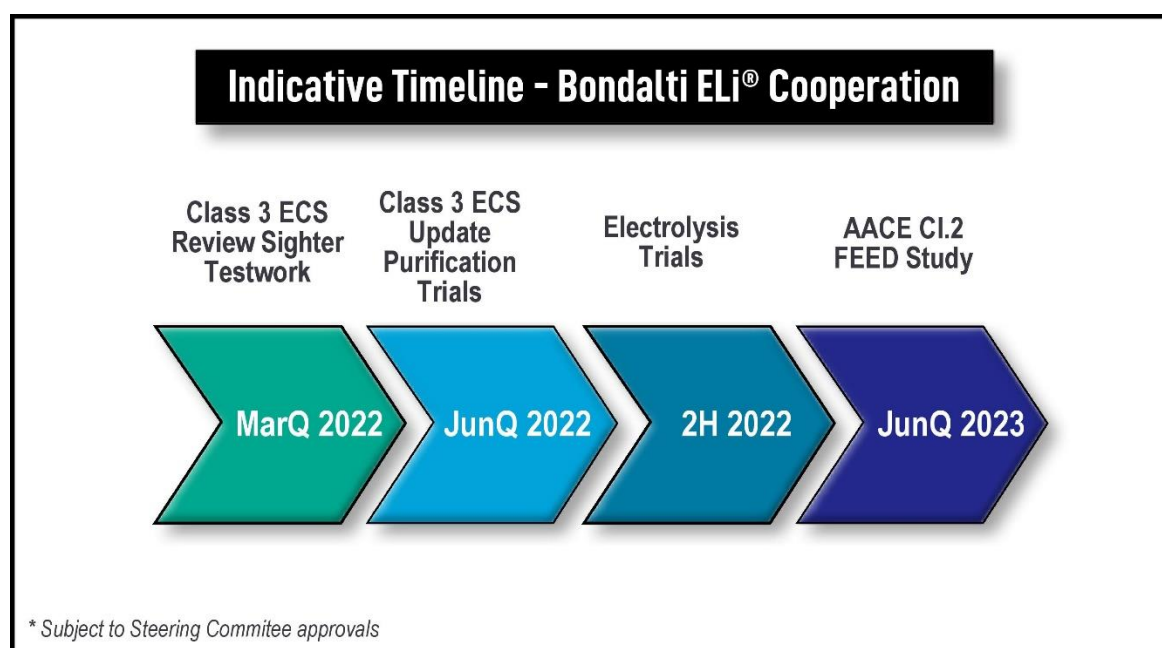 Indicative Timeline - Bondalti ELi® Cooperation
Class 3 ECS
Review Sighter
Testwork
Class 3 ECS
Update
Purification
Trials
Electrolysis
Trials
AACE Cl.2
FEED Study
MarQ 2022
JunQ 2022
2H 2022
JunQ 2023
* Subject to Steering Commitee approvals